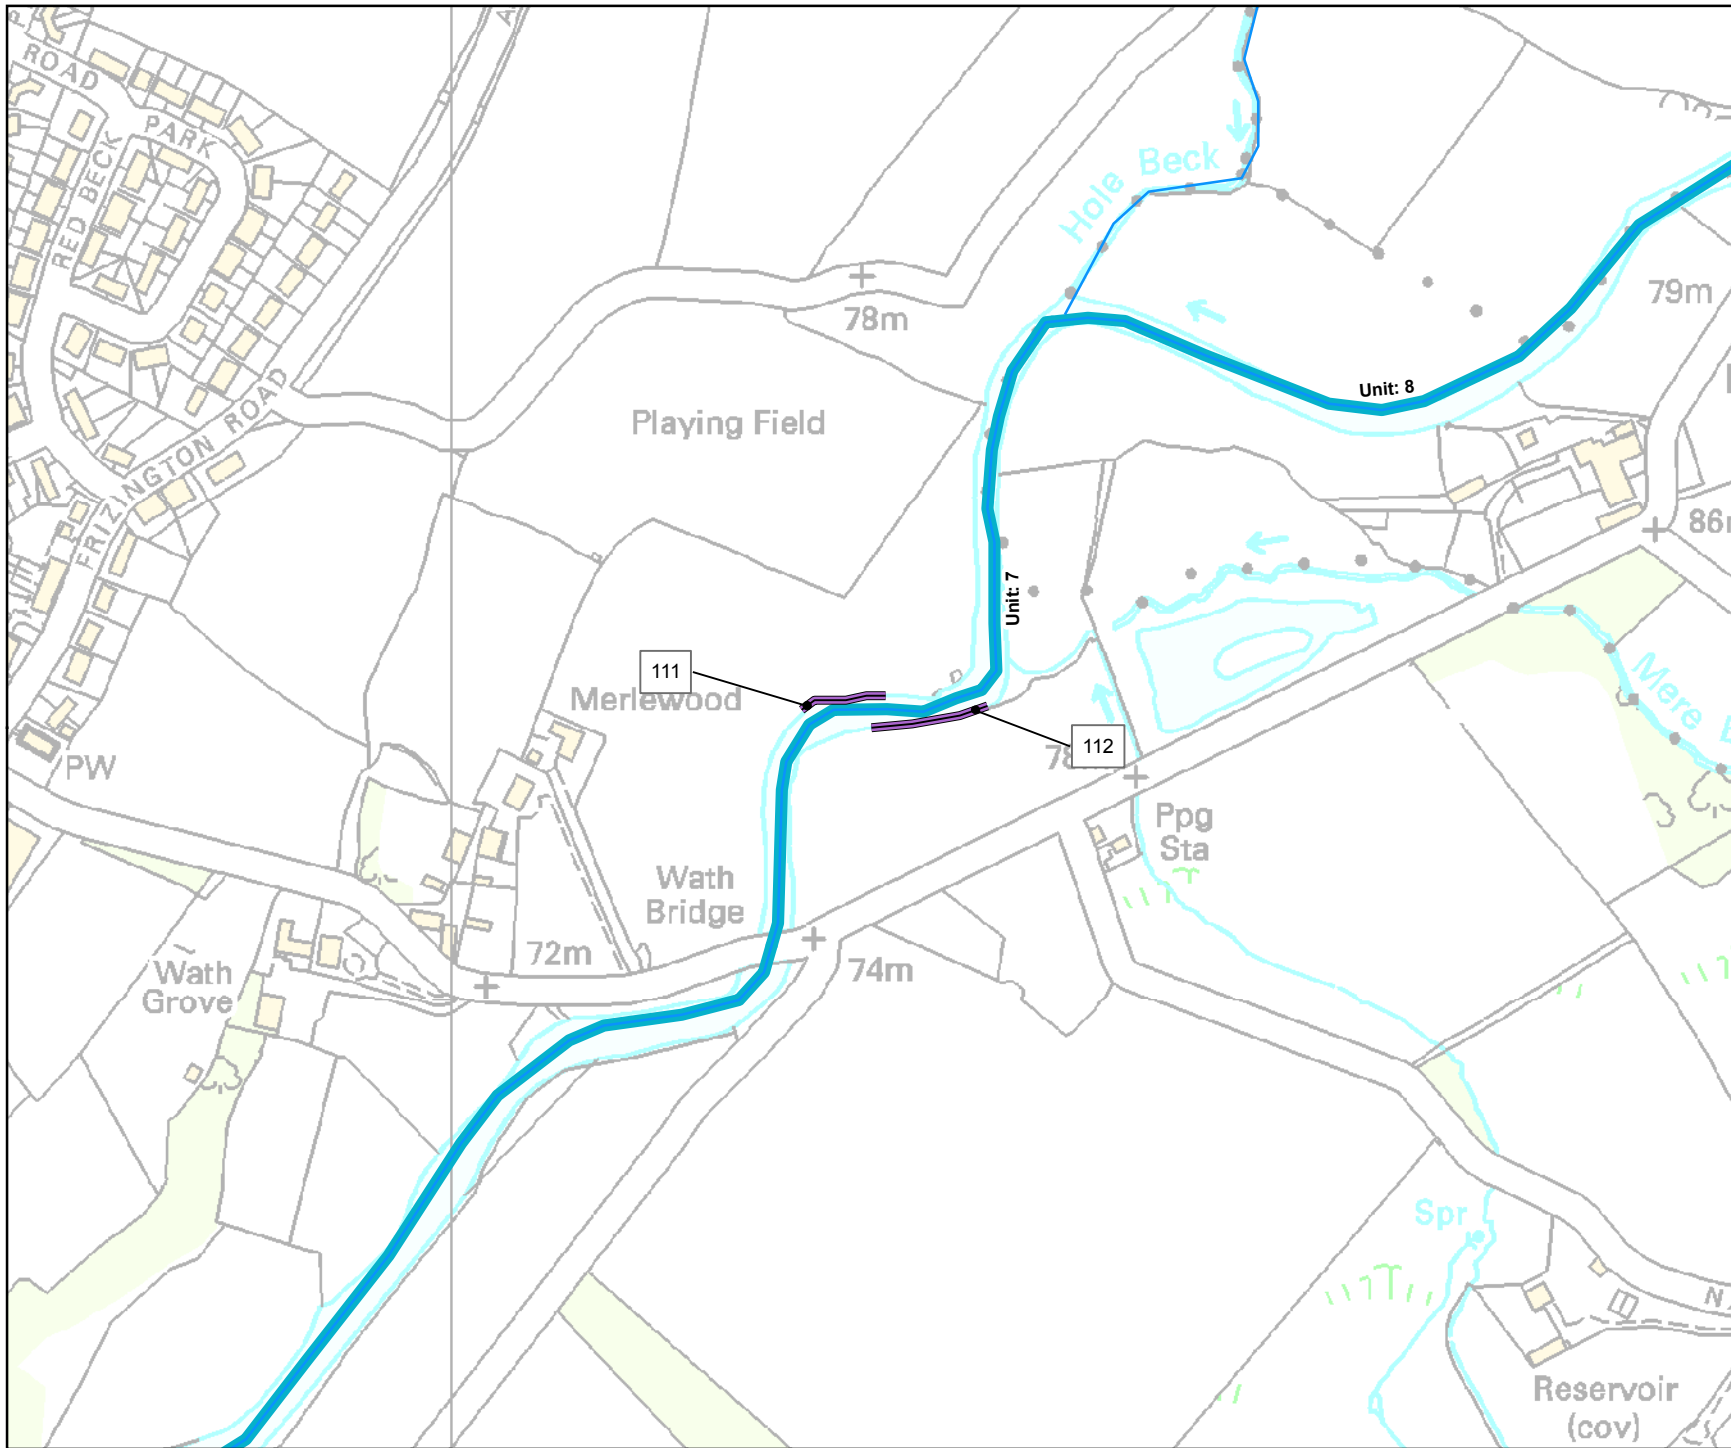 ROAD
PARK
RED BECK
FRIZINGTON ROAD
Hole Beck
78m
79m
Unit: 8
Playing Field
86m
Unit: 7
111
Merlewood
112
Mere
PW
Ppg
Sta
Wath
Bridge
72m
74m
Wath
Grove
Spr
Reservoir
(cov)